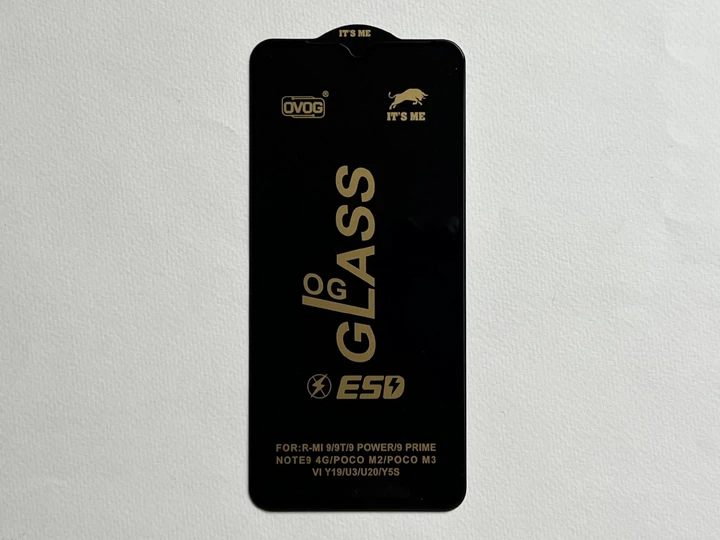 IT'S ME
OVOG®
IT'S ME
OG
GLASS
ESD
FOR:R-MI 9/9T/9 POWER/9 PRIME
NOTE9 4G/POCO M2/POCO M3
VI Y19/U3/U20/Y5S